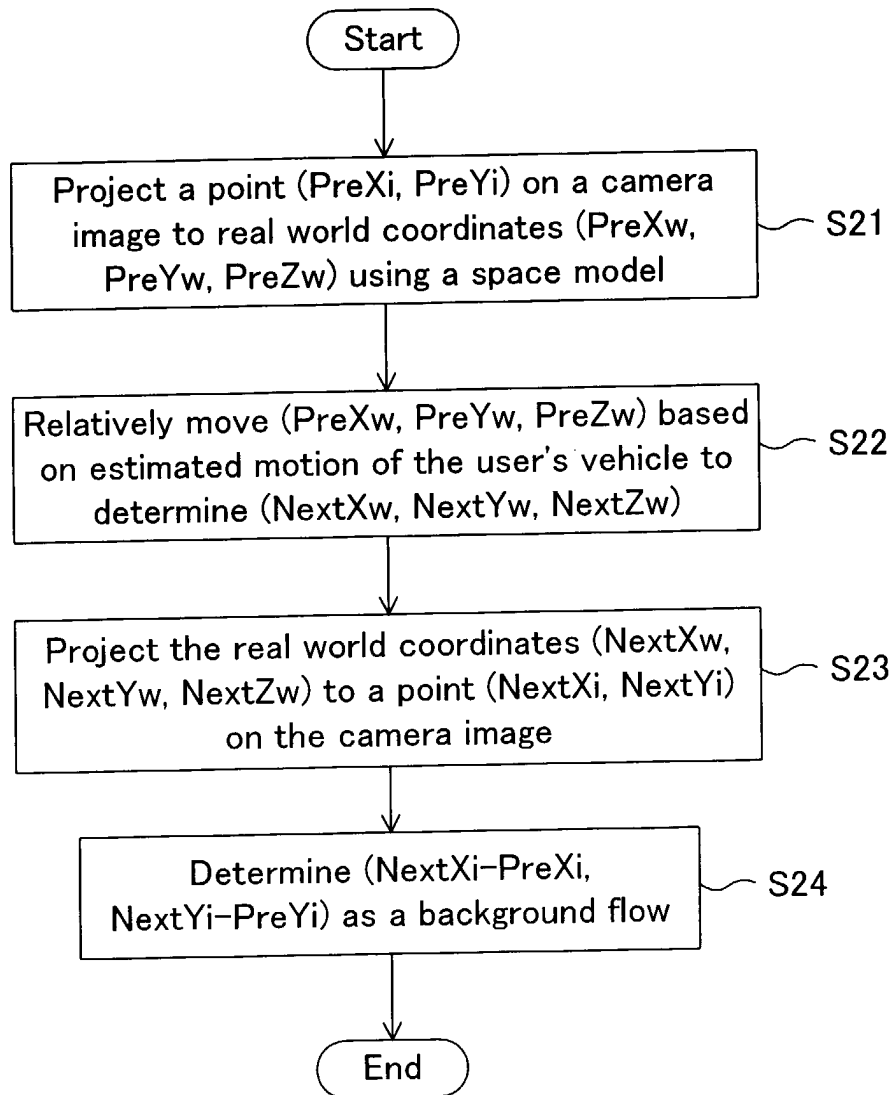 Start
Project a point (PreXi, PreYi) on a camera
image to real world coordinates (PreXw,
PreYw, PreZw) using a space model
S21
Relatively move (PreXw, PreYw, PreZw) based
on estimated motion of the user's vehicle to
determine (NextXw, NextYw, NextZw)
S22
Project the real world coordinates (NextXw,
NextYw, NextZw) to a point (NextXi, NextYi)
on the camera image
S23
Determine (NextXi-PreXi,
NextYi-PreYi) as a background flow
S24
End